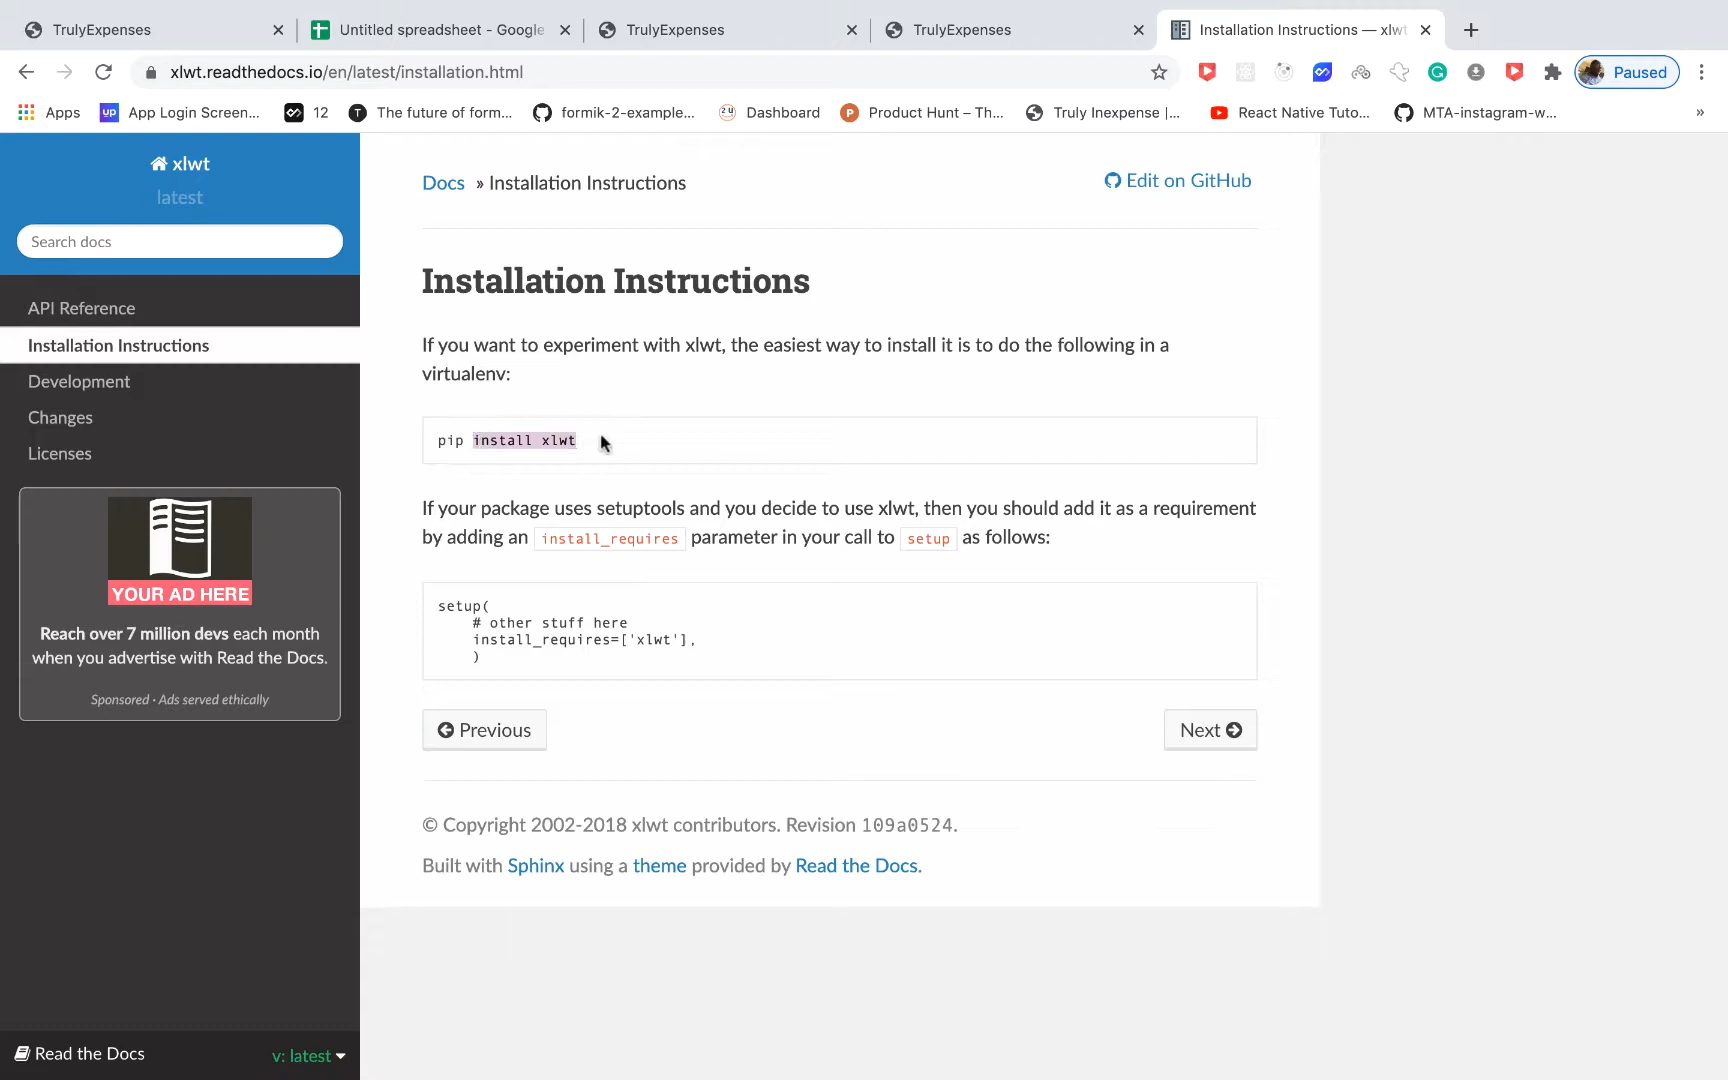 TrulyExpenses
Untitled spreadsheet - Google
TrulyExpenses
TrulyExpenses
Installation Instructions — xlwt
xlwt.readthedocs.io/en/latest/installation.html
Paused
Apps
up
App Login Screen...
12
T
The future of form...
formik-2-example...
Dashboard
P
Product Hunt – Th...
Truly Inexpense |...
React Native Tuto...
MTA-instagram-w...
»
xlwt
latest
Search docs
API Reference
Installation Instructions
Development
Changes
Licenses
YOUR AD HERE
Reach over 7 million devs each month
when you advertise with Read the Docs.
Sponsored · Ads served ethically
Read the Docs
v: latest
Docs » Installation Instructions
Edit on GitHub
Installation Instructions
If you want to experiment with xlwt, the easiest way to install it is to do the following in a
virtualenv:
pip install xlwt
If your package uses setuptools and you decide to use xlwt, then you should add it as a requirement
by adding an install_requires parameter in your call to setup as follows:
setup(
# other stuff here
install_requires=['xlwt'],
)
Previous
Next
© Copyright 2002-2018 xlwt contributors. Revision 109a0524.
Built with Sphinx using a theme provided by Read the Docs.